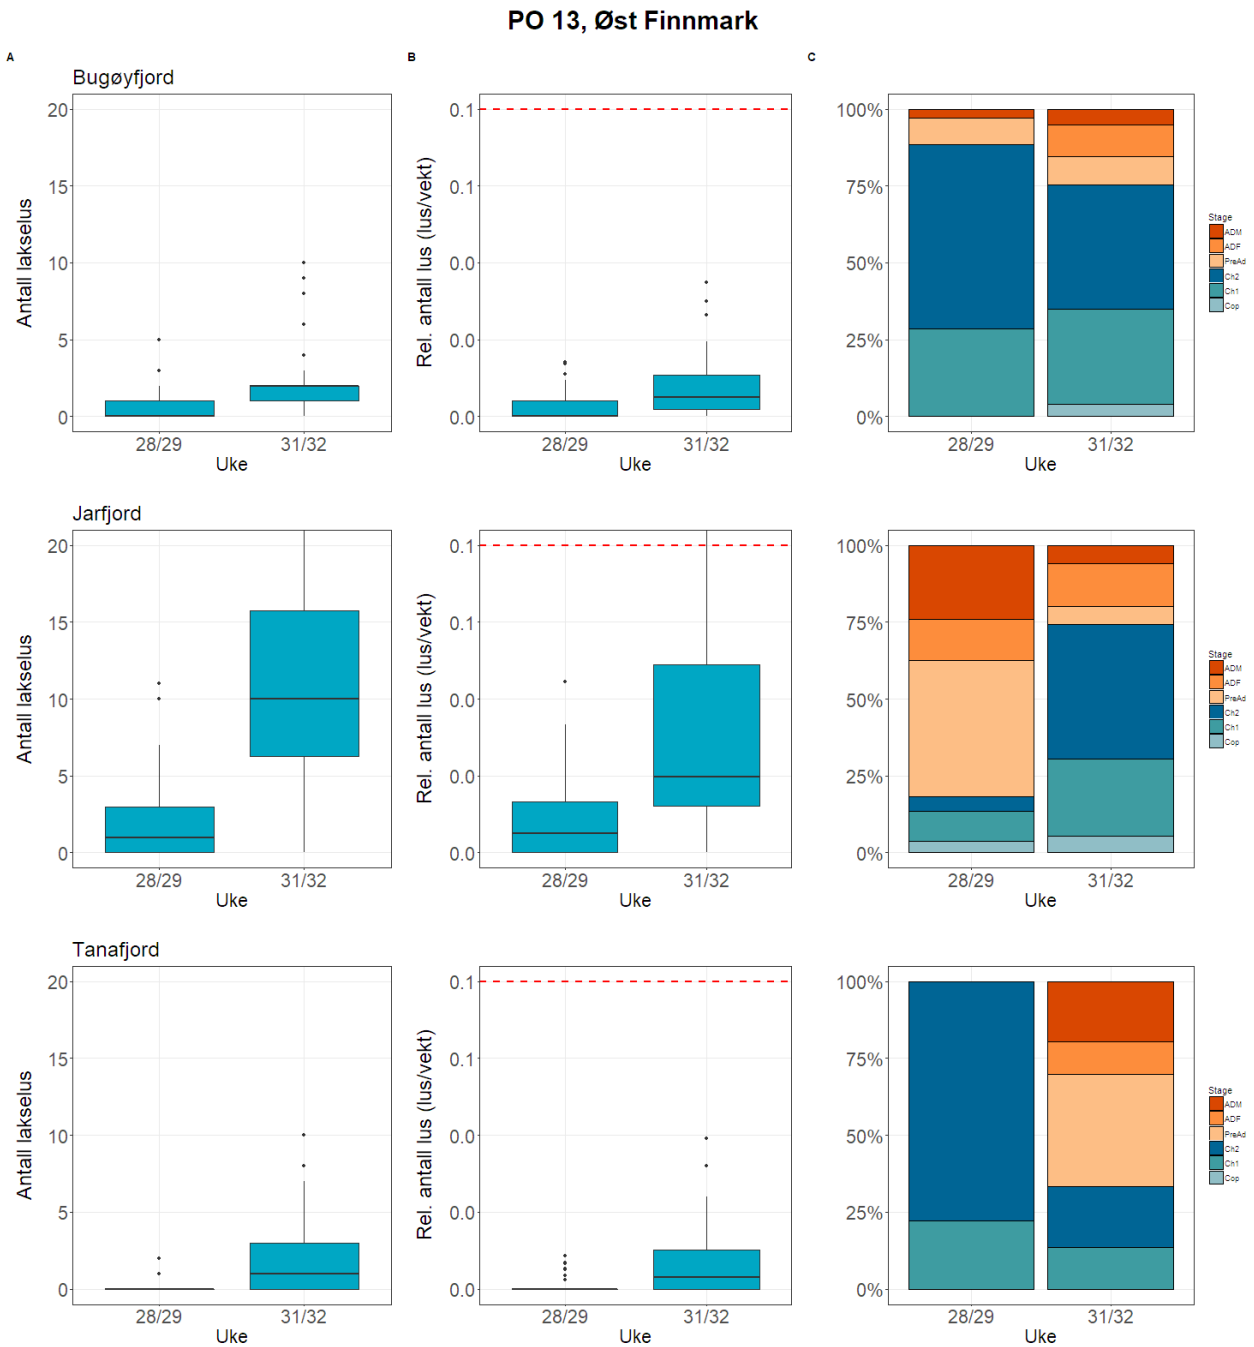 PO 13, Øst Finnmark
A
B
C
Bugøyfjord
Antall lakselus
20
15
10
5
0
28/29
31/32
Uke
Rel. antall lus (lus/vekt)
0.1
0.1
0.0
0.0
0.0
28/29
31/32
Uke
100%
75%
50%
25%
0%
28/29
31/32
Uke
Stage
ADM
ADF
PreAd
Ch2
Ch1
Cop
Jarfjord
Antall lakselus
20
15
10
5
0
28/29
31/32
Uke
Rel. antall lus (lus/vekt)
0.1
0.1
0.0
0.0
0.0
28/29
31/32
Uke
100%
75%
50%
25%
0%
28/29
31/32
Uke
Stage
ADM
ADF
PreAd
Ch2
Ch1
Cop
Tanafjord
Antall lakselus
20
15
10
5
0
28/29
31/32
Uke
Rel. antall lus (lus/vekt)
0.1
0.1
0.0
0.0
0.0
28/29
31/32
Uke
100%
75%
50%
25%
0%
28/29
31/32
Uke
Stage
ADM
ADF
PreAd
Ch2
Ch1
Cop